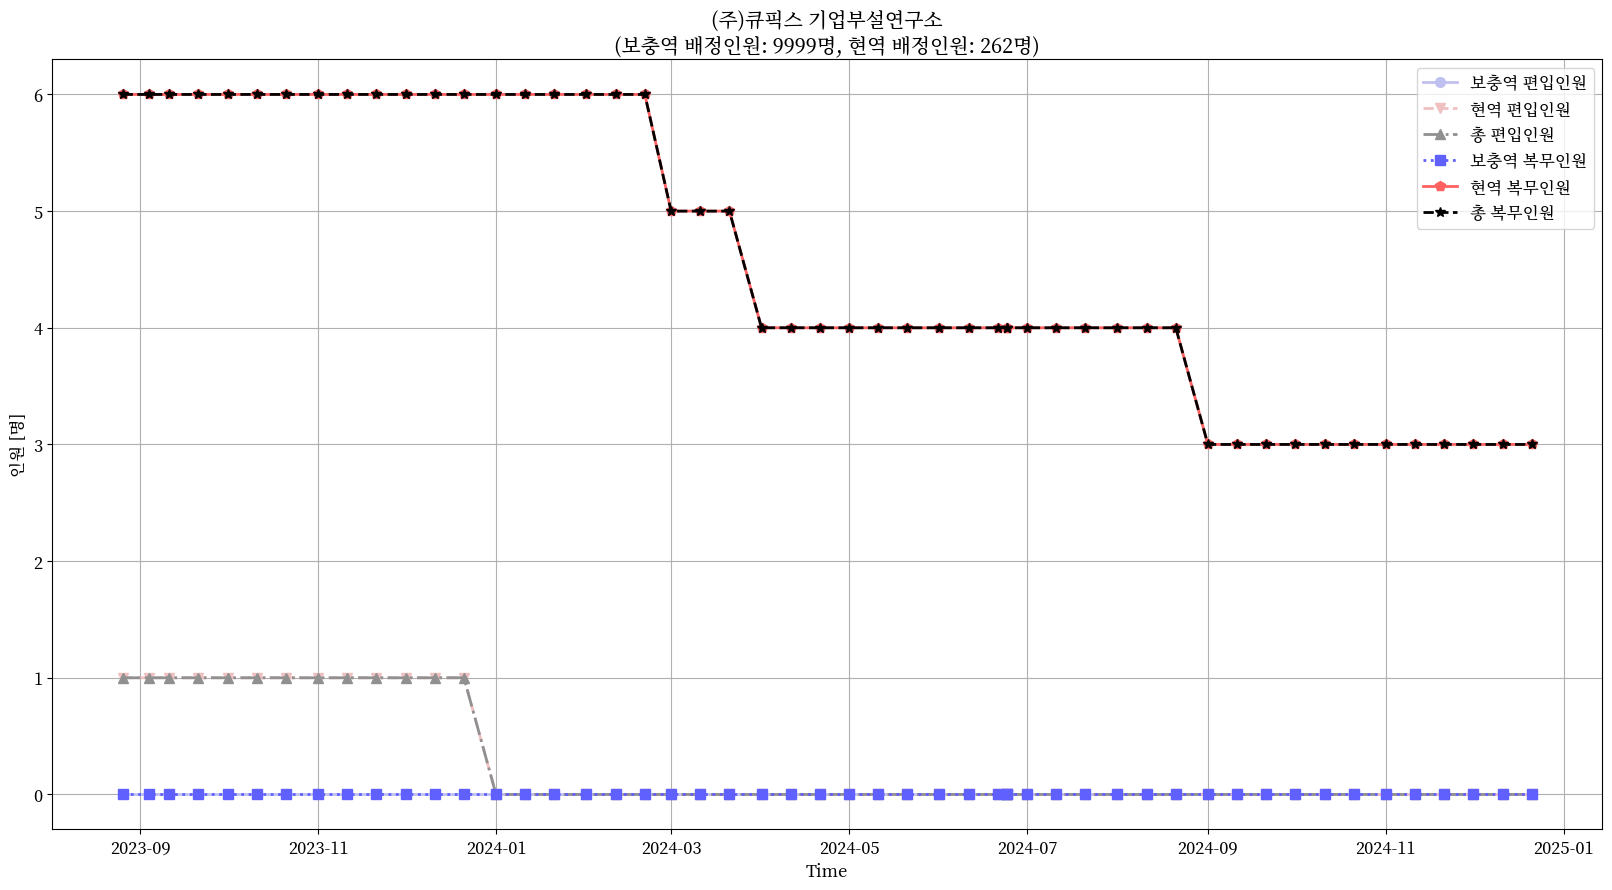 (주)큐픽스 기업부설연구소
(보충역 배정인원: 9999명, 현역 배정인원: 262명)
보충역 편입인원
현역 편입인원
총 편입인원
보충역 복무인원
현역 복무인원
총 복무인원
인원 [명]
6
5
4
3
2
1
0
2023-09
2023-11
2024-01
2024-03
2024-05
2024-07
2024-09
2024-11
2025-01
Time